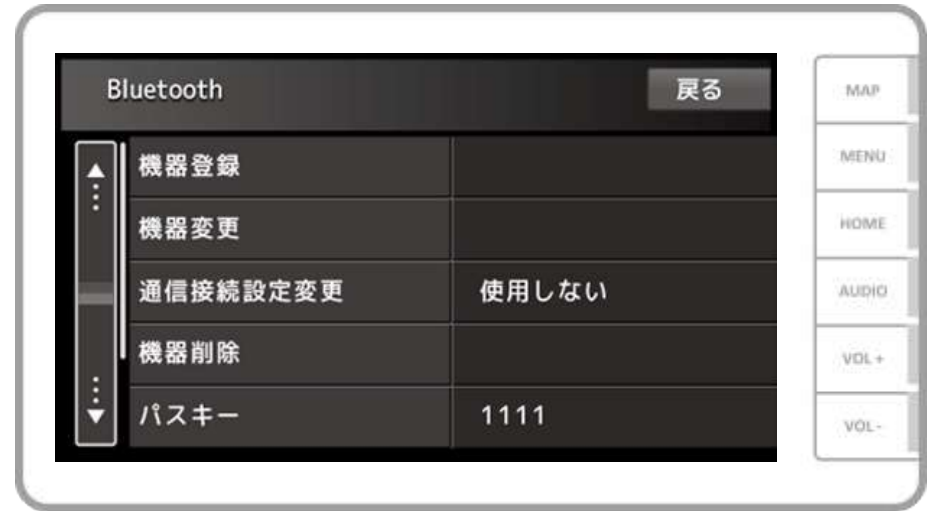 Bluetooth
戻る
機器登録
機器変更
通信接続設定変更 使用しない
機器削除
パスキー 1111
MAP
MENU
HOME
AUDIO
VOL +
VOL -